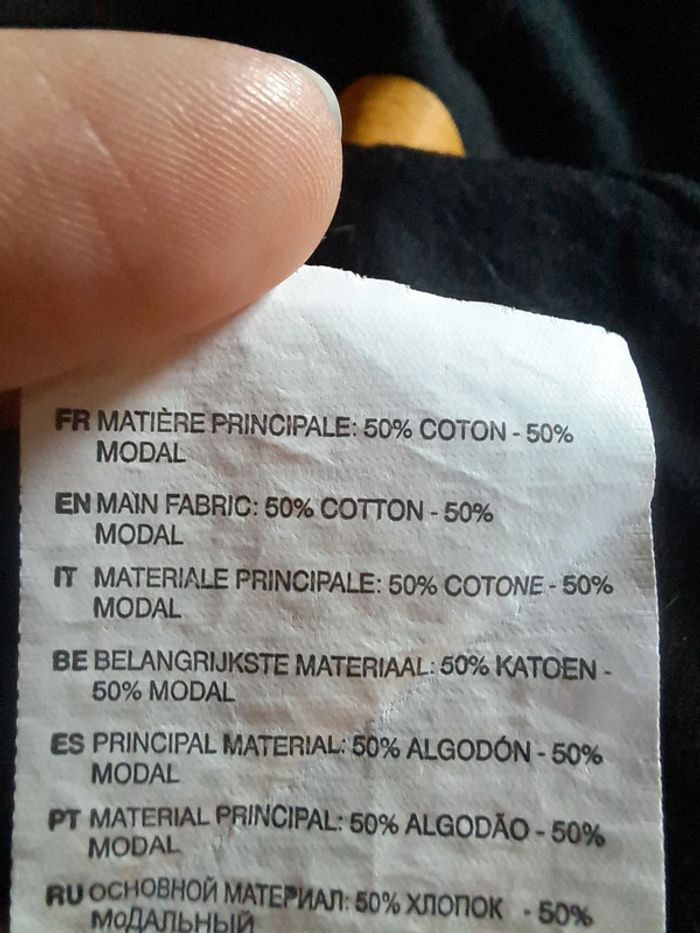 FR MATIÈRE PRINCIPALE: 50% COTON - 50%
MODAL
EN MAIN FABRIC: 50% COTTON - 50%
MODAL
IT MATERIALE PRINCIPALE: 50% COTONE - 50%
MODAL
BE BELANGRIJKSTE MATERIAAL: 50% KATOEN -
50% MODAL
ES PRINCIPAL MATERIAL: 50% ALGODÓN - 50%
MODAL
PT MATERIAL PRINCIPAL: 50% ALGODÃO - 50%
MODAL
RU ОСНОВНОЙ МАТЕРИАЛ: 50% ХЛОПОК - 50%
МоДАЛЬНЫЙ